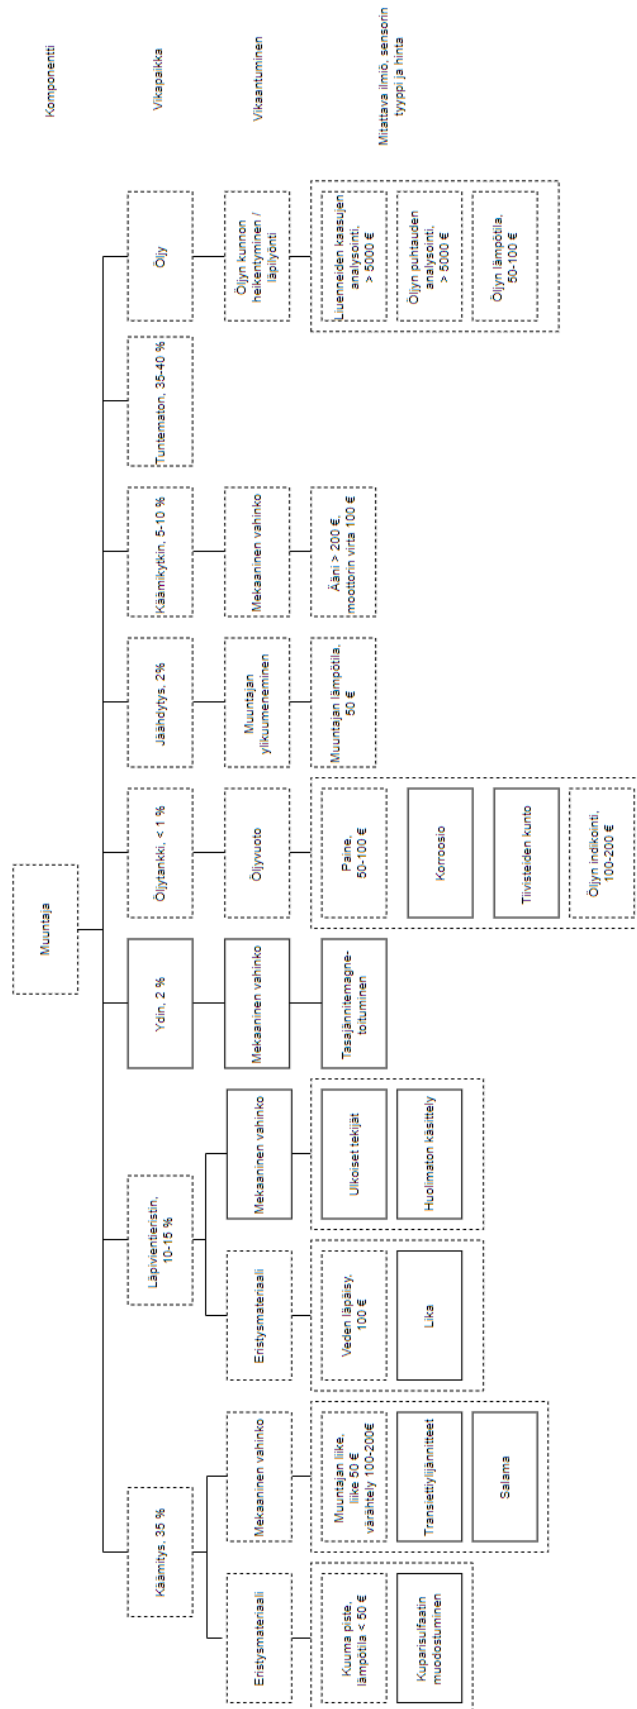 Muuntaja
Komponentti
Käämitys, 35 %
Läpivientieristin,
10-15 %
Ydin, 2 %
Öljytankki, < 1 %
Jäähdytys, 2%
Käämikytkin, 5-10 %
Tuntematon, 35-40 %
Öljy
Vikapaikka
Eristysmateriaali
Mekaaninen vahinko
Eristysmateriaali
Mekaaninen vahinko
Mekaaninen vahinko
Öljyvuoto
Muuntajan
ylikuumeneminen
Mekaaninen vahinko
Öljyn kunnon
heikentyminen /
läpilyönti
Vikaantuminen
Kuuma piste,
lämpötila < 50 €
Kuparisulfaatin
muodostuminen
Muuntajan liike,
liike 50 €
värähtely 100-200€
Transiettiylijännitteet
Salama
Veden läpäisy,
100 €
Lika
Ulkoiset tekijät
Huolimaton käsittely
Tasajännitemagne-
toituminen
Paine,
50-100 €
Korroosio
Tiivisteiden kunto
Öljyn indikointi,
100-200 €
Muuntajan lämpötila,
50 €
Ääni > 200 €,
moottorin virta 100 €
Liuenneiden kaasujen
analysointi,
> 5000 €
Öljyn puhtauden
analysointi,
> 5000 €
Öljyn lämpötila,
50-100 €
Mitattava ilmiö, sensorin
tyyppi ja hinta